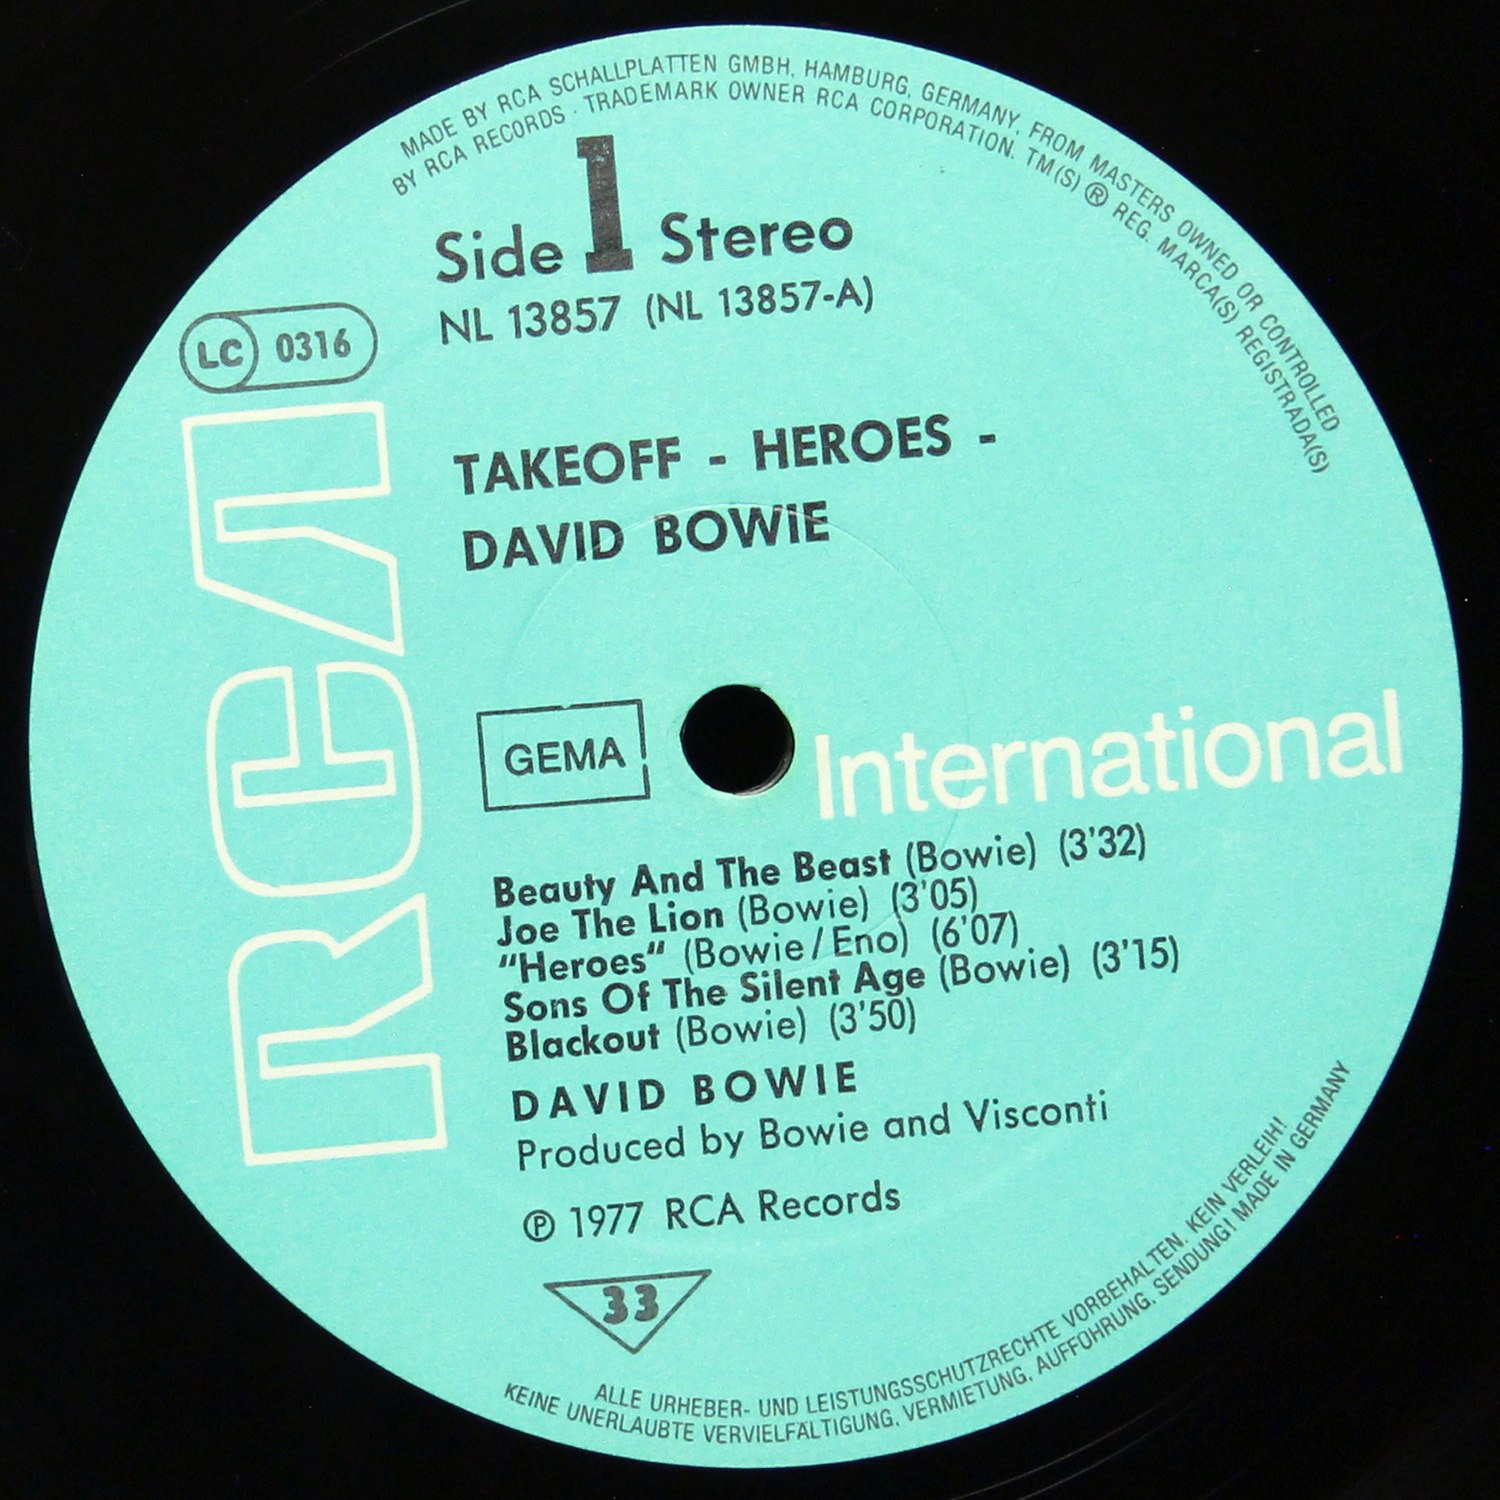 MADE BY RCA SCHALLPLATTEN GMBH, HAMBURG, GERMANY, FROM MASTERS OWNED OR CONTROLLED
BY RCA RECORDS · TRADEMARK OWNER RCA CORPORATION. TM(S) ® REG. MARCA(S) REGISTRADA(S)
Side 1 Stereo
NL 13857 (NL 13857-A)
LC 0316
TAKEOFF - HEROES -
DAVID BOWIE
RCA
GEMA
International
Beauty And The Beast (Bowie) (3'32)
Joe The Lion (Bowie) (3'05)
“Heroes“ (Bowie/Eno) (6'07)
Sons Of The Silent Age (Bowie) (3'15)
Blackout (Bowie) (3'50)
DAVID BOWIE
Produced by Bowie and Visconti
℗ 1977 RCA Records
33
ALLE URHEBER- UND LEISTUNGSSCHUTZRECHTE VORBEHALTEN. KEIN VERLEIH!
KEINE UNERLAUBTE VERVIELFÄLTIGUNG, VERMIETUNG, AUFFÜHRUNG, SENDUNG! MADE IN GERMANY